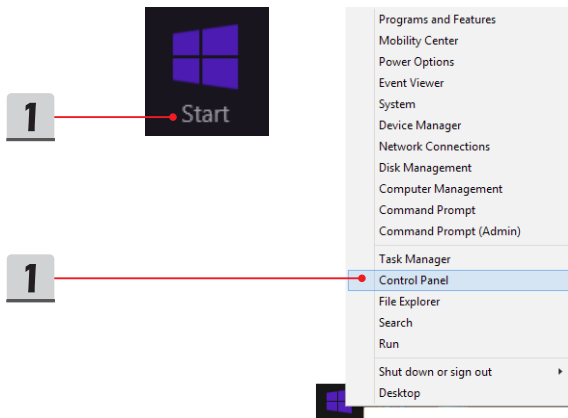 1
Start
1
Programs and Features
Mobility Center
Power Options
Event Viewer
System
Device Manager
Network Connections
Disk Management
Computer Management
Command Prompt
Command Prompt (Admin)
Task Manager
Control Panel
File Explorer
Search
Run
Shut down or sign out
Desktop